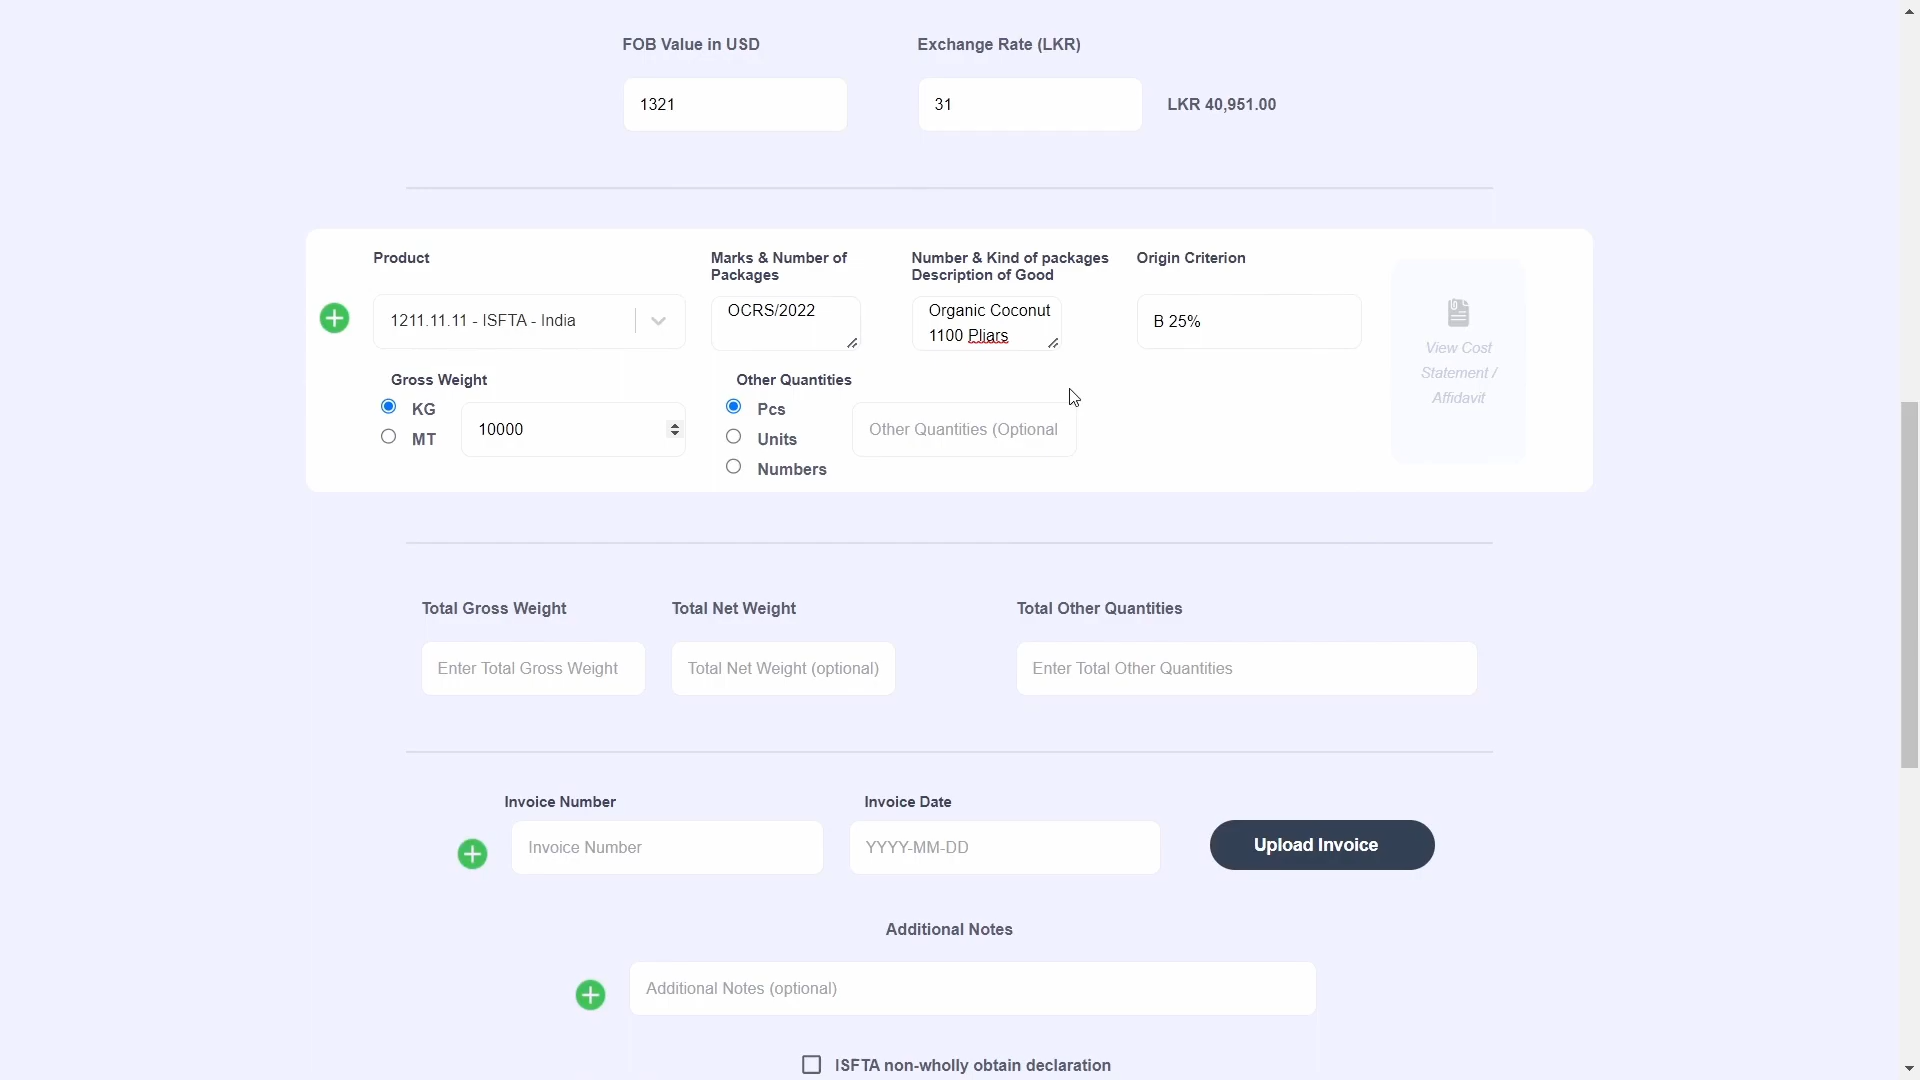 FOB Value in USD
Exchange Rate (LKR)
1321
31
LKR 40,951.00
Product
Marks & Number of
Packages
Number & Kind of packages
Description of Good
Origin Criterion
1211.11.11 - ISFTA - India
OCRS/2022
Organic Coconut
1100 Pliars
B 25%
View Cost
Statement /
Affidavit
Gross Weight
KG
MT
10000
Other Quantities
Pcs
Units
Numbers
Other Quantities (Optional
Total Gross Weight
Total Net Weight
Total Other Quantities
Enter Total Gross Weight
Total Net Weight (optional)
Enter Total Other Quantities
Invoice Number
Invoice Date
Invoice Number
YYYY-MM-DD
Upload Invoice
Additional Notes
Additional Notes (optional)
ISFTA non-wholly obtain declaration